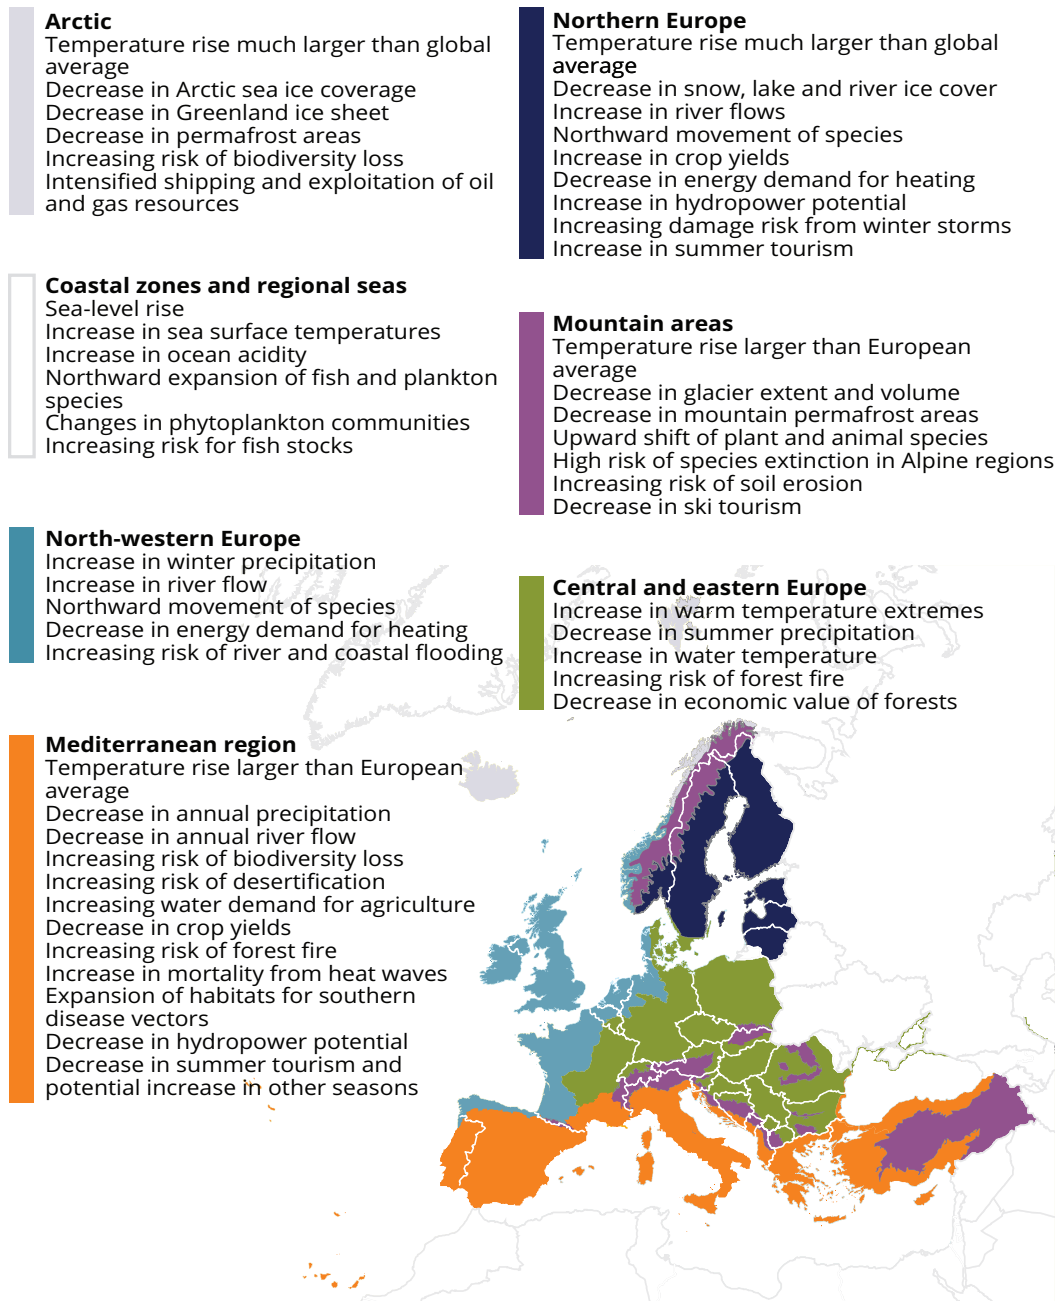 Arctic
Temperature rise much larger than global
average
Decrease in Arctic sea ice coverage
Decrease in Greenland ice sheet
Decrease in permafrost areas
Increasing risk of biodiversity loss
Intensified shipping and exploitation of oil
and gas resources
Coastal zones and regional seas
Sea-level rise
Increase in sea surface temperatures
Increase in ocean acidity
Northward expansion of fish and plankton
species
Changes in phytoplankton communities
Increasing risk for fish stocks
North-western Europe
Increase in winter precipitation
Increase in river flow
Northward movement of species
Decrease in energy demand for heating
Increasing risk of river and coastal flooding
Mediterranean region
Temperature rise larger than European
average
Decrease in annual precipitation
Decrease in annual river flow
Increasing risk of biodiversity loss
Increasing risk of desertification
Increasing water demand for agriculture
Decrease in crop yields
Increasing risk of forest fire
Increase in mortality from heat waves
Expansion of habitats for southern
disease vectors
Decrease in hydropower potential
Decrease in summer tourism and
potential increase in other seasons
Northern Europe
Temperature rise much larger than global
average
Decrease in snow, lake and river ice cover
Increase in river flows
Northward movement of species
Increase in crop yields
Decrease in energy demand for heating
Increase in hydropower potential
Increasing damage risk from winter storms
Increase in summer tourism
Mountain areas
Temperature rise larger than European
average
Decrease in glacier extent and volume
Decrease in mountain permafrost areas
Upward shift of plant and animal species
High risk of species extinction in Alpine regions
Increasing risk of soil erosion
Decrease in ski tourism
Central and eastern Europe
Increase in warm temperature extremes
Decrease in summer precipitation
Increase in water temperature
Increasing risk of forest fire
Decrease in economic value of forests